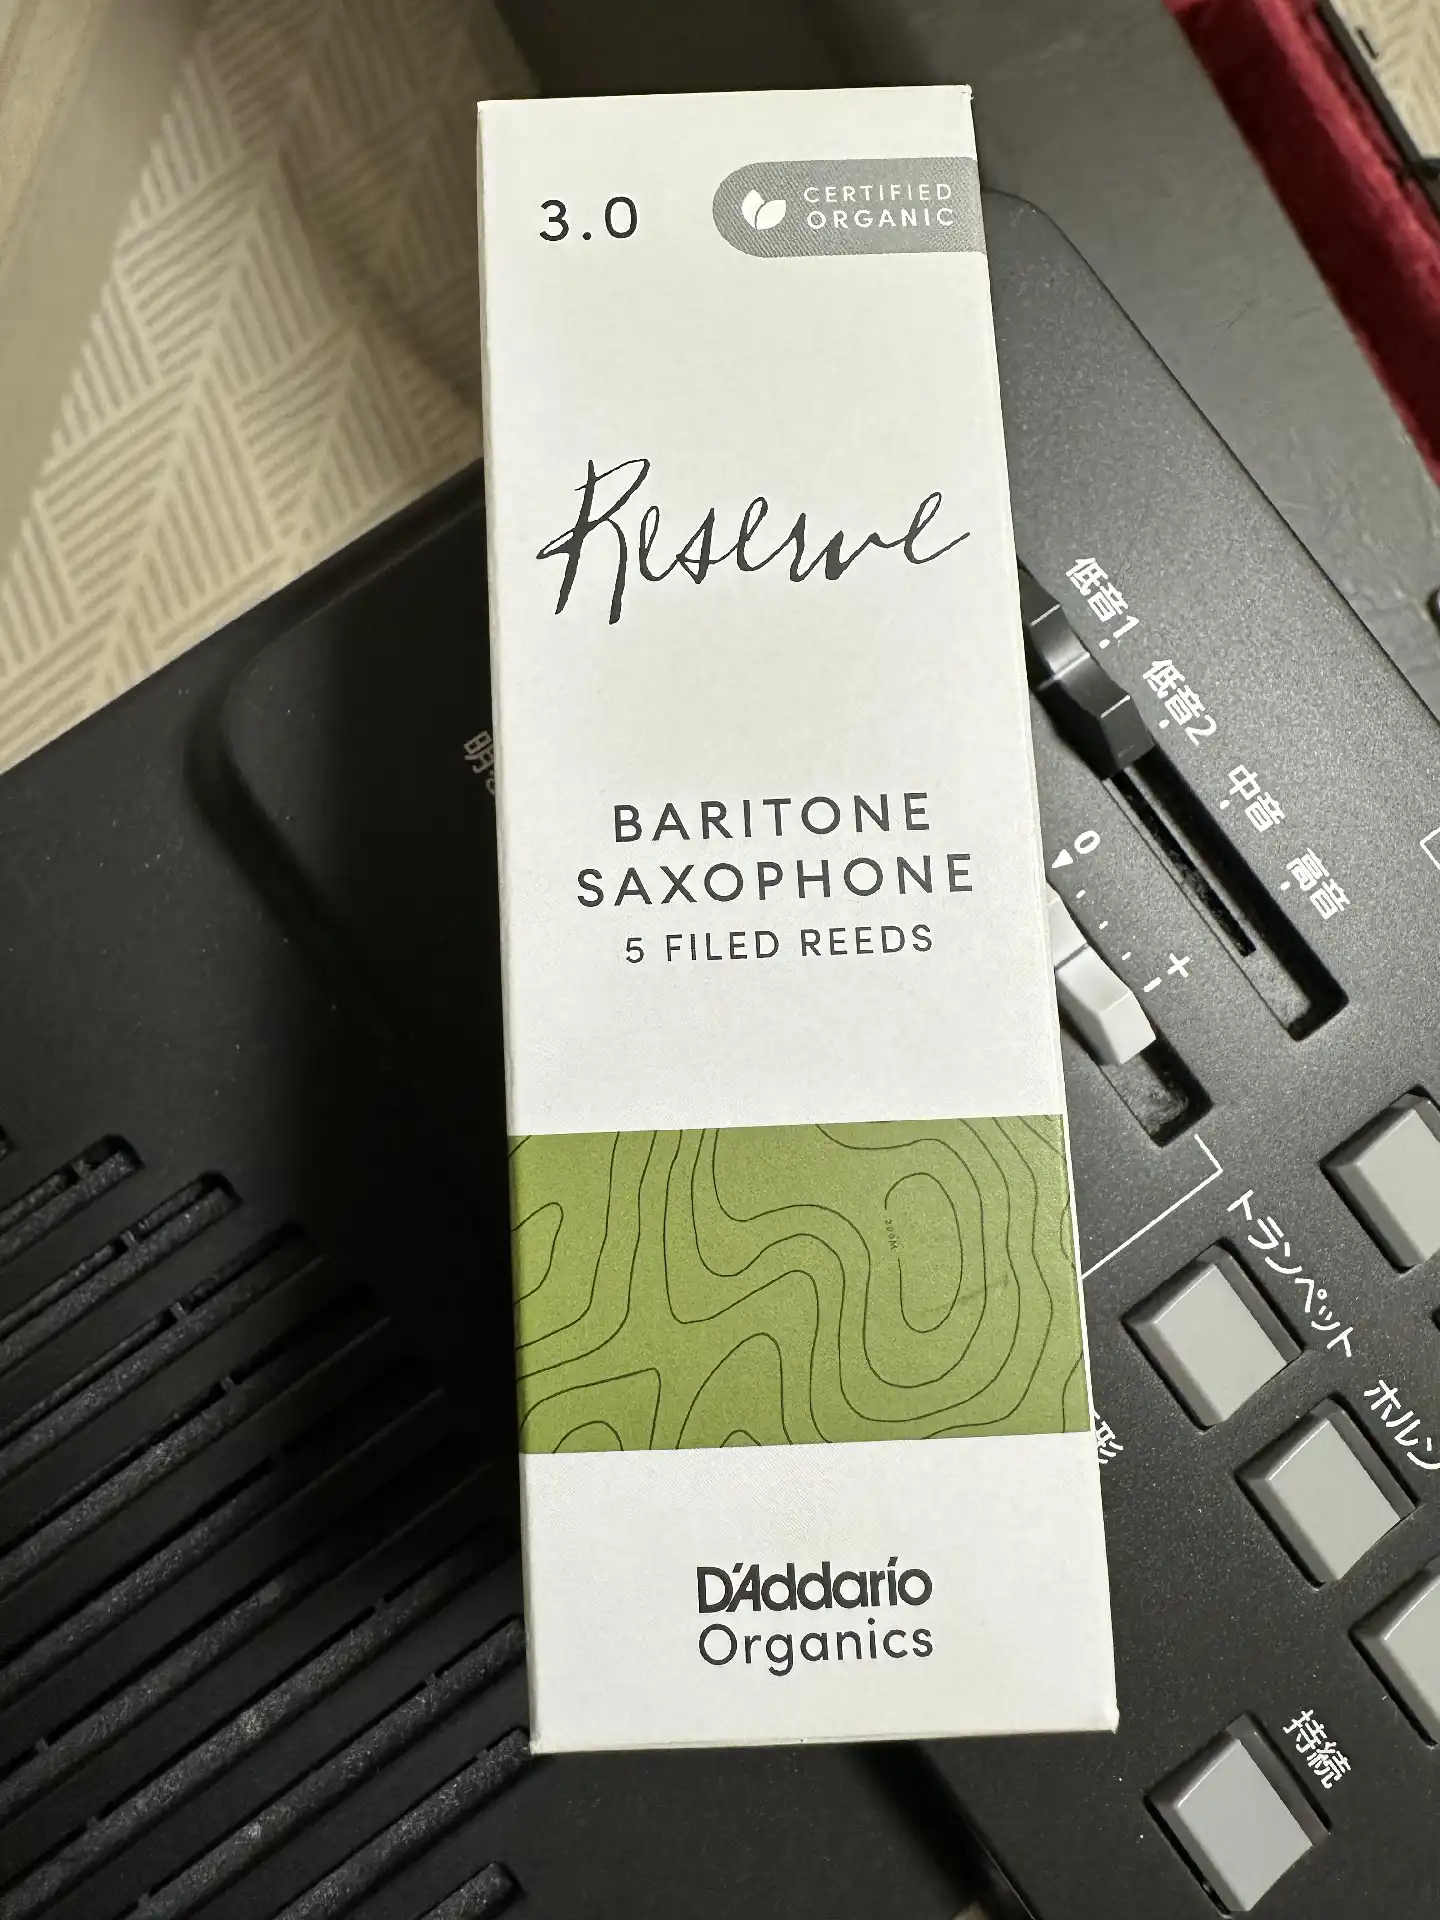 3.0
CERTIFIED
ORGANIC
Reserve
BARITONE
SAXOPHONE
5 FILED REEDS
D'Addario
Organics
低音1
低音2
中音
高音
0
+
トランペット
ホルン
持続